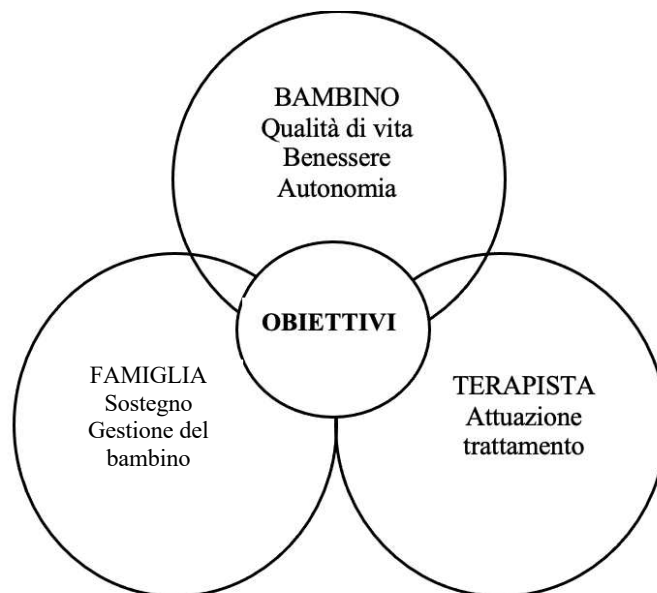 BAMBINO
Qualità di vita
Benessere
Autonomia
OBIETTIVI
FAMIGLIA
Sostegno
Gestione del
bambino
TERAPISTA
Attuazione
trattamento